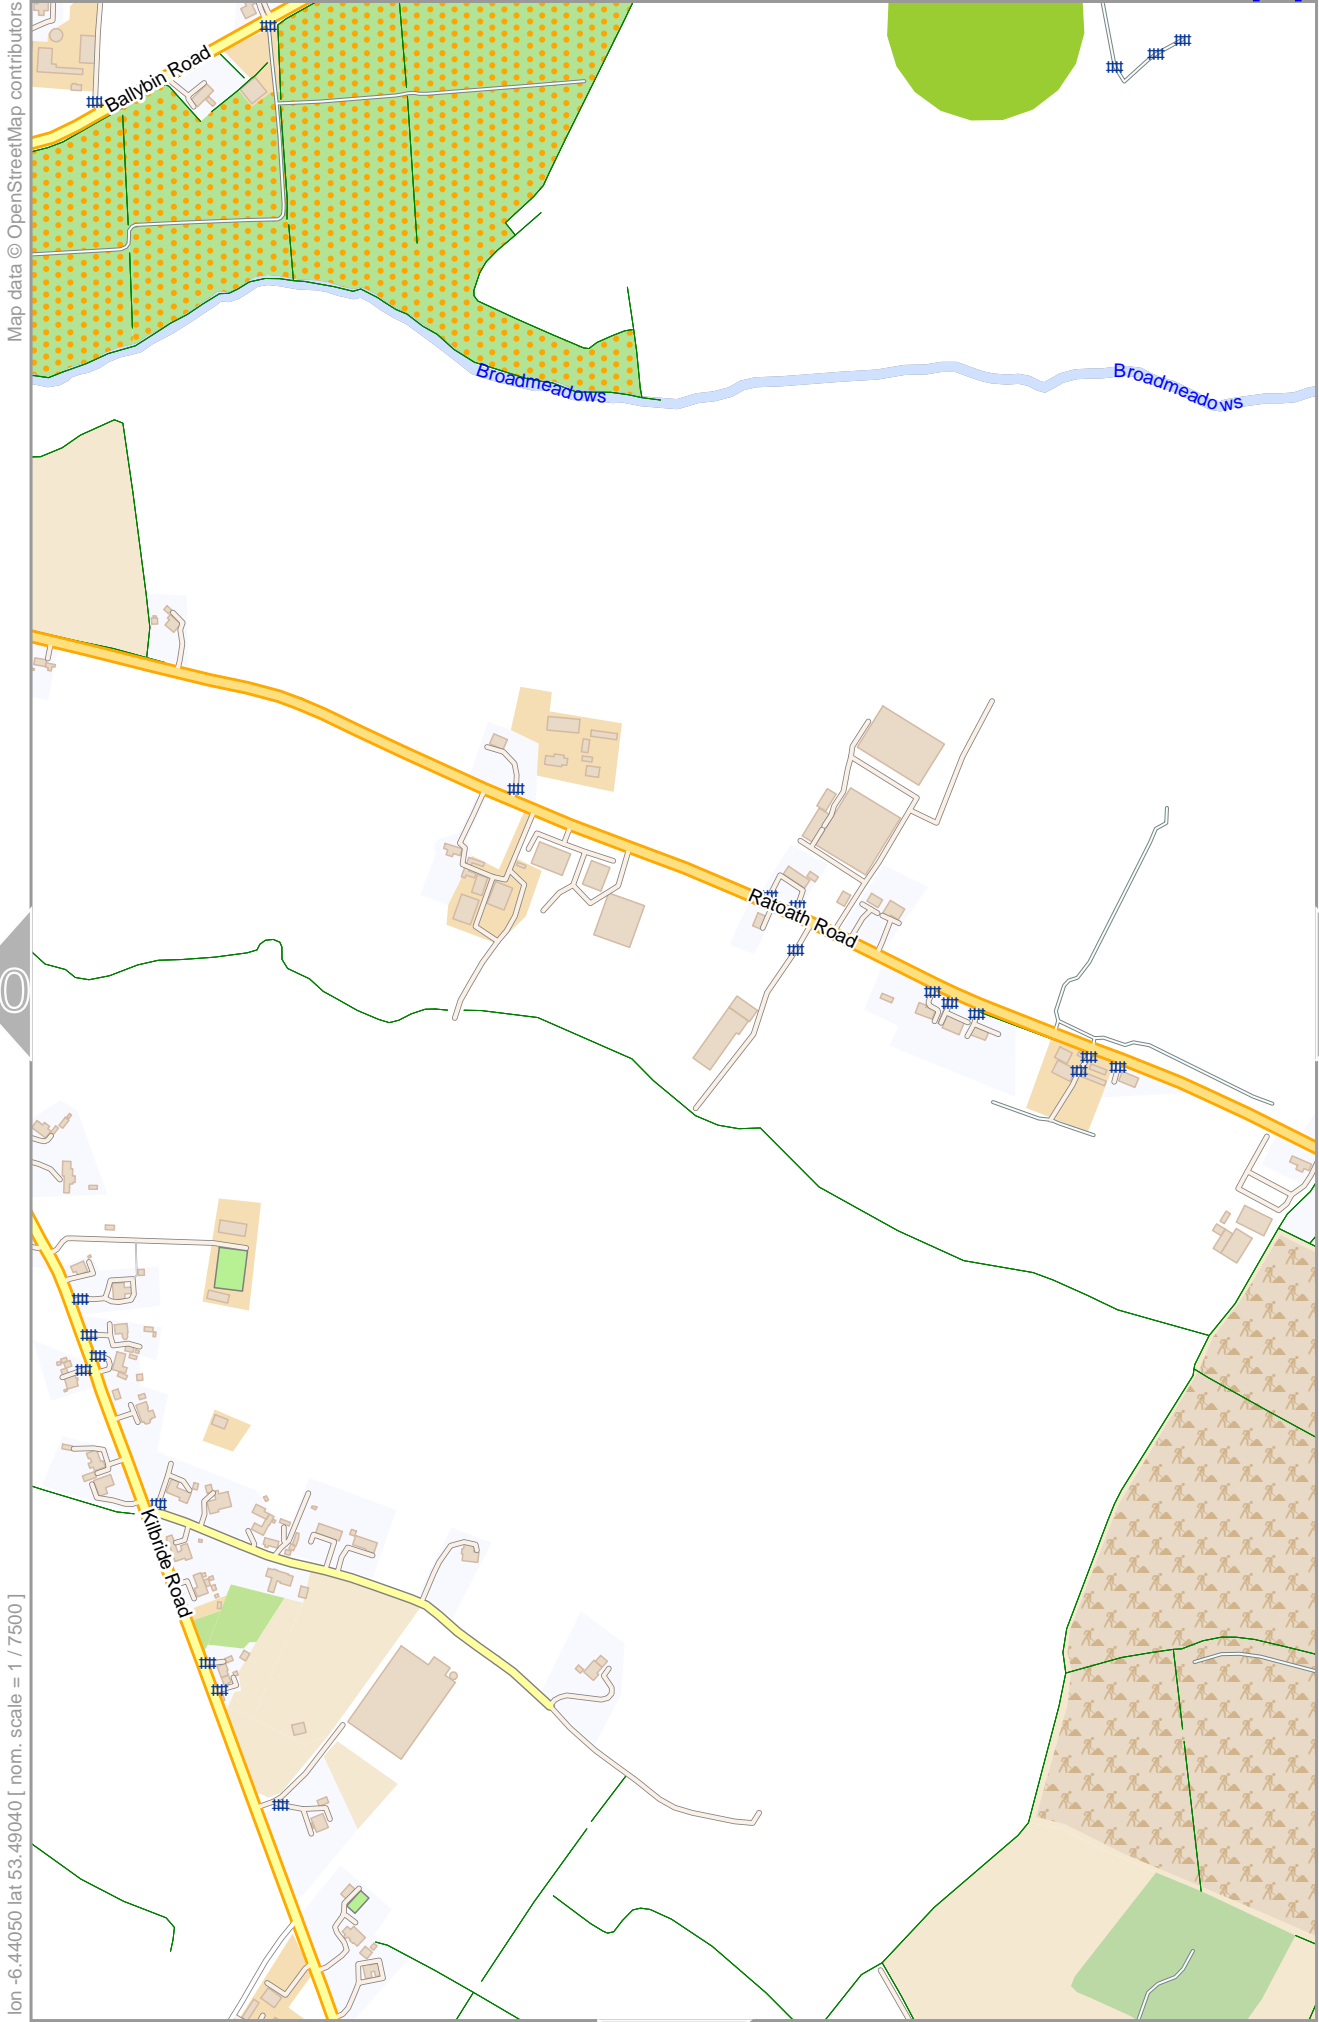 Map data © OpenStreetMap contributors
Ballybin Road
Broadmeadows
Broadmeadows
Ratoath Road
Kilbride Road
lon -6.44050 lat 53.49040 [ nom. scale = 1 / 7500 ]